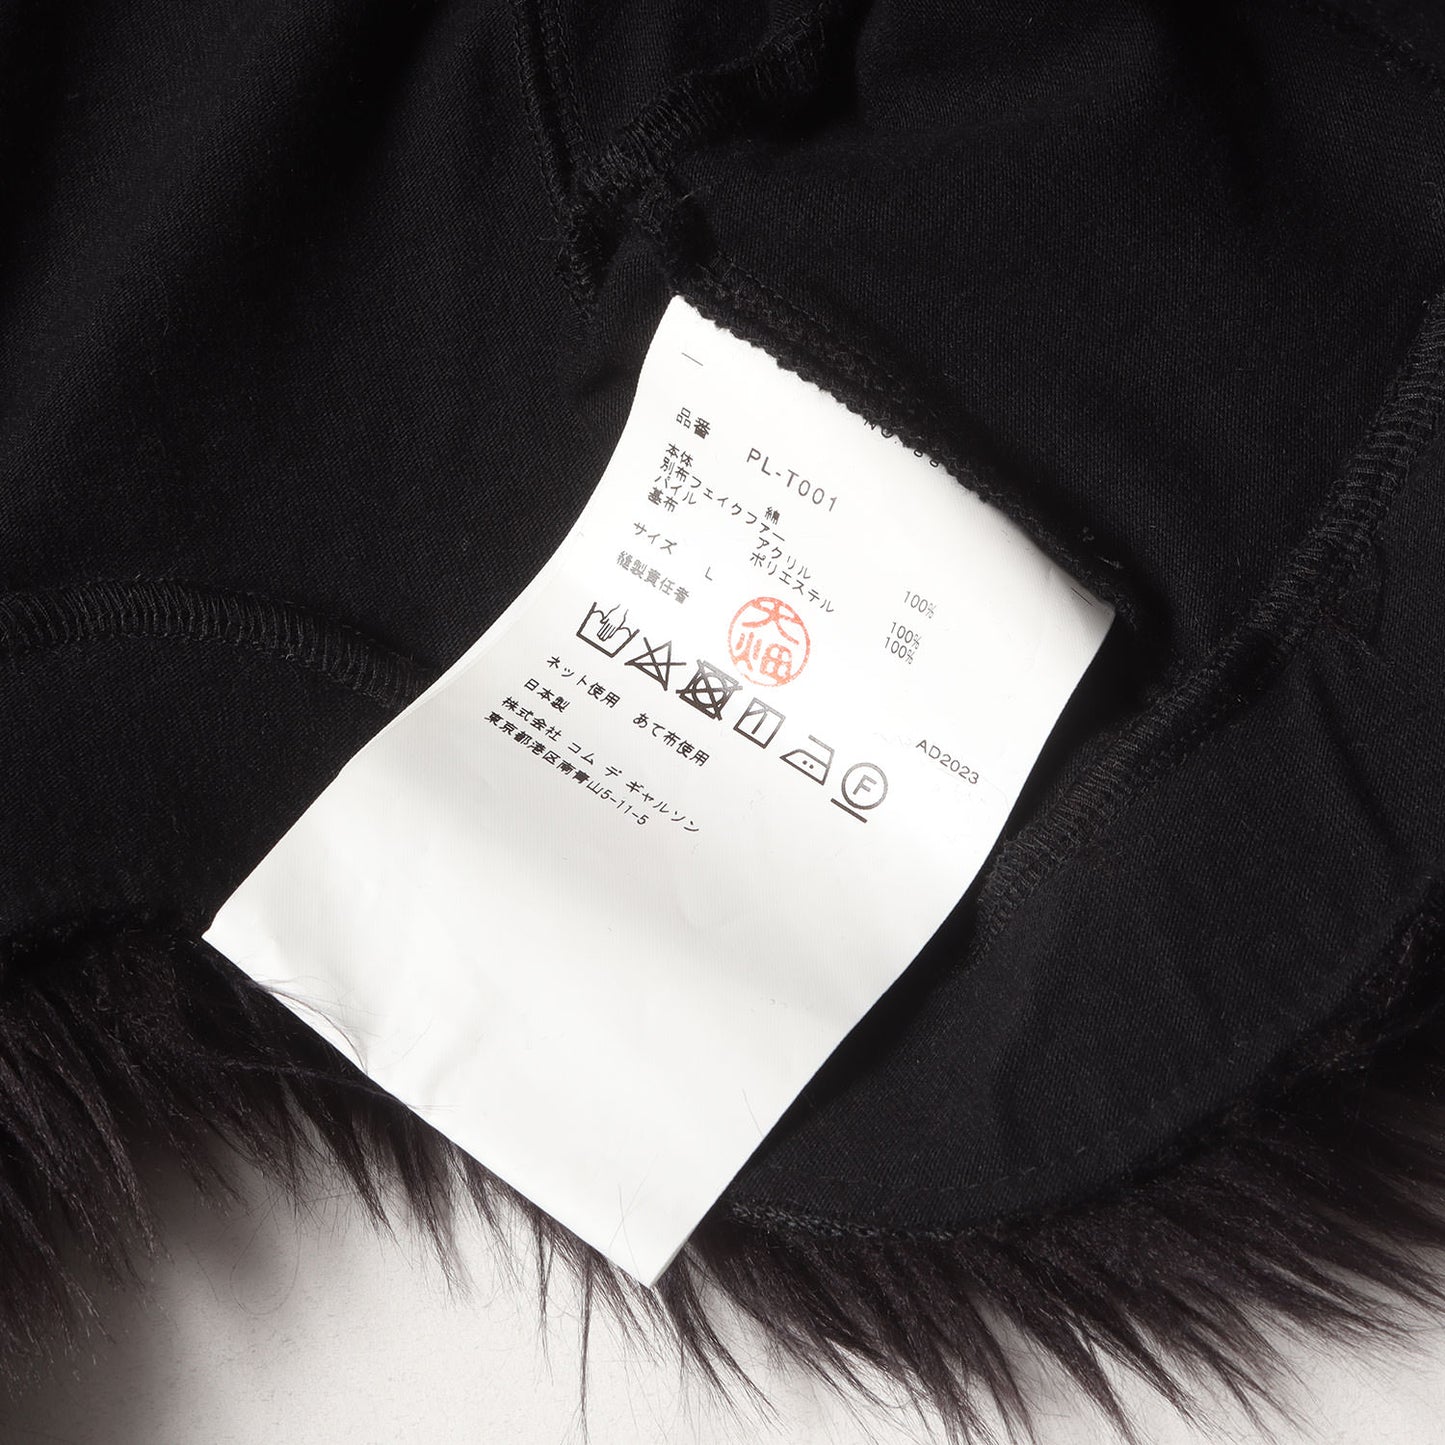 品番 PL-T001
本体 綿 100%
別布フェイクファー
パイル アクリル 100%
基布 ポリエステル 100%
サイズ L
縫製責任者 大畑
F
AD2023
ネット使用 あて布使用
日本製
株式会社 コム デ ギャルソン
東京都港区南青山5-11-5